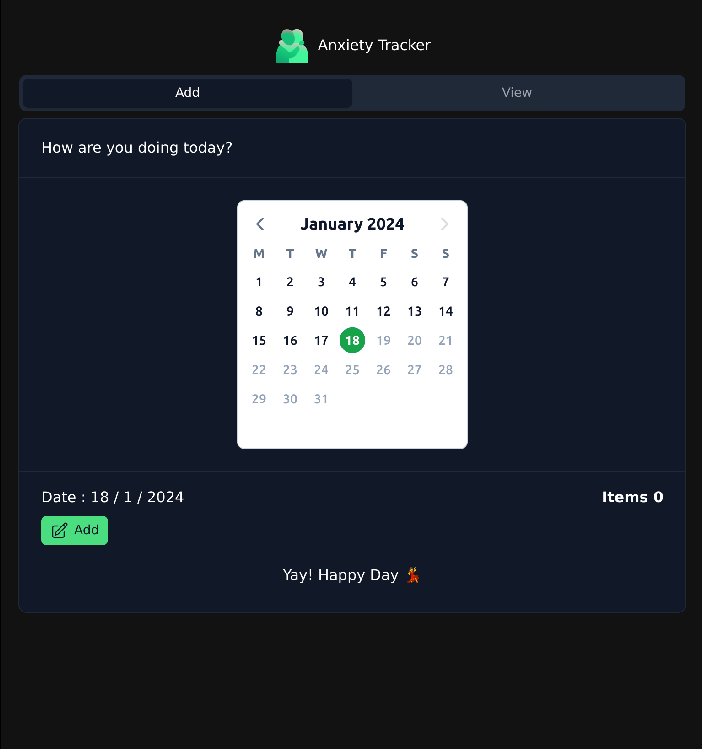 Anxiety Tracker
Add View
How are you doing today?
January 2024
M T W T F S S
1 2 3 4 5 6 7
8 9 10 11 12 13 14
15 16 17 18 19 20 21
22 23 24 25 26 27 28
29 30 31
Date : 18 / 1 / 2024 Items 0
Add
Yay! Happy Day 💃